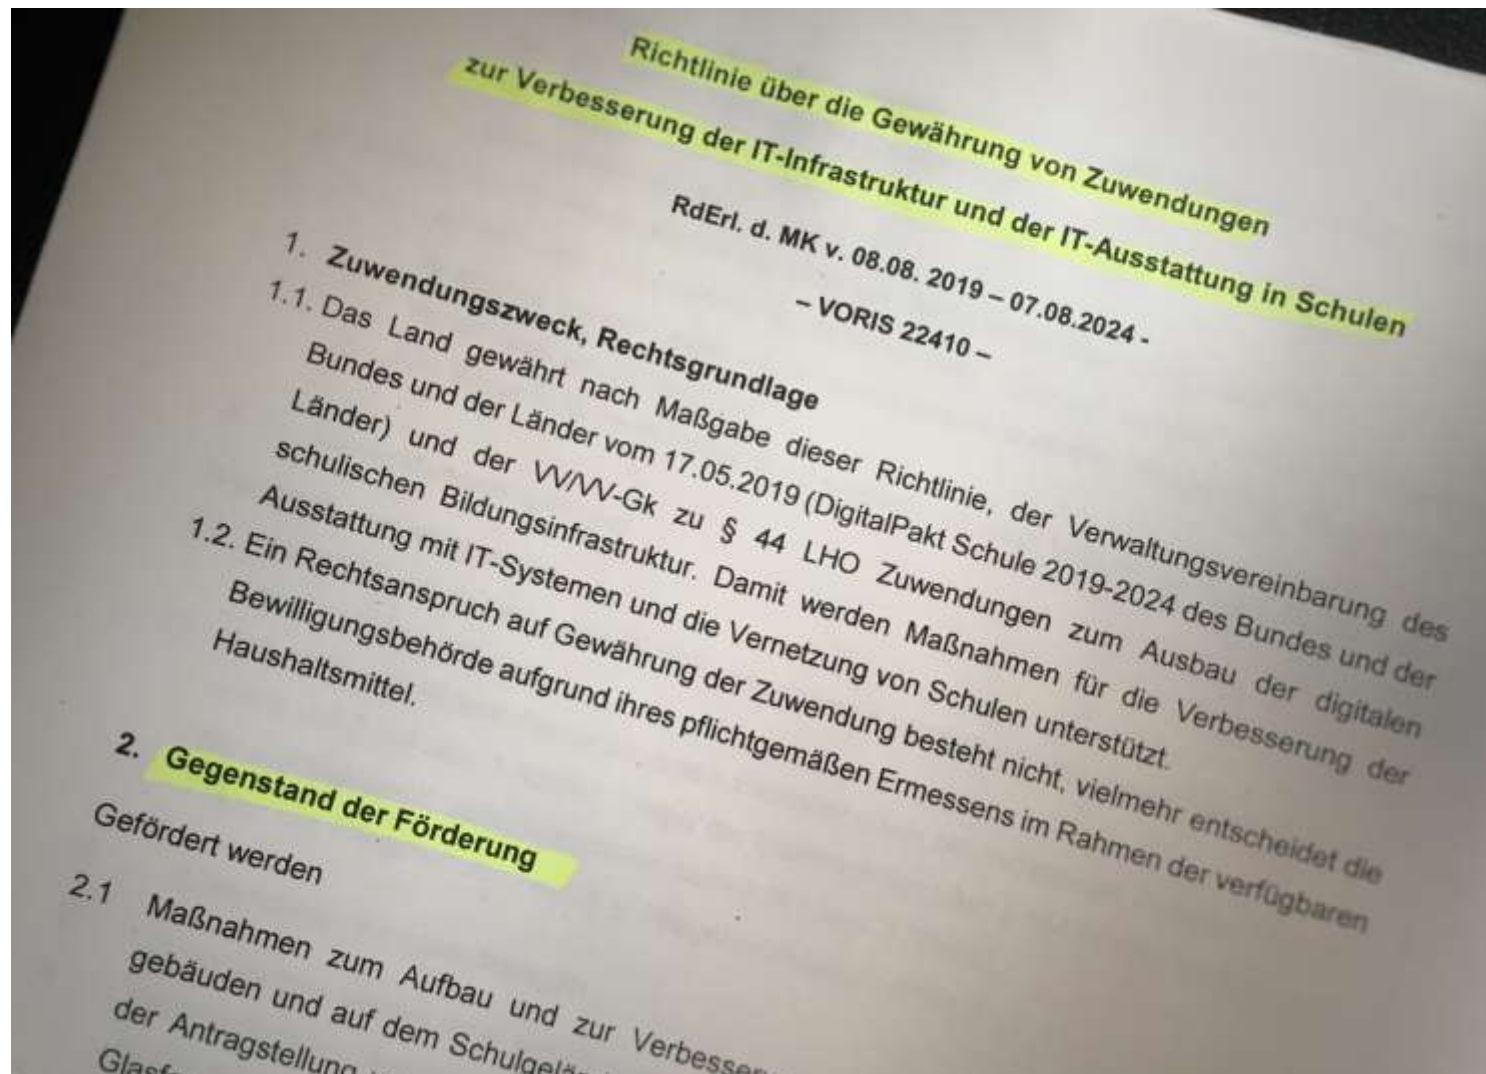 Richtlinie über die Gewährung von Zuwendungen
zur Verbesserung der IT-Infrastruktur und der IT-Ausstattung in Schulen
RdErl. d. MK v. 08.08. 2019 – 07.08.2024 -
– VORIS 22410 –
1. Zuwendungszweck, Rechtsgrundlage
1.1. Das Land gewährt nach Maßgabe dieser Richtlinie, der Verwaltungsvereinbarung des
Bundes und der Länder vom 17.05.2019 (DigitalPakt Schule 2019-2024 des Bundes und der
Länder) und der VV/VV-Gk zu § 44 LHO Zuwendungen zum Ausbau der digitalen
schulischen Bildungsinfrastruktur. Damit werden Maßnahmen für die Verbesserung der
Ausstattung mit IT-Systemen und die Vernetzung von Schulen unterstützt.
1.2. Ein Rechtsanspruch auf Gewährung der Zuwendung besteht nicht, vielmehr entscheidet die
Bewilligungsbehörde aufgrund ihres pflichtgemäßen Ermessens im Rahmen der verfügbaren
Haushaltsmittel.
2. Gegenstand der Förderung
Gefördert werden
2.1 Maßnahmen zum Aufbau und zur
gebäuden und auf dem
der Antragstellung